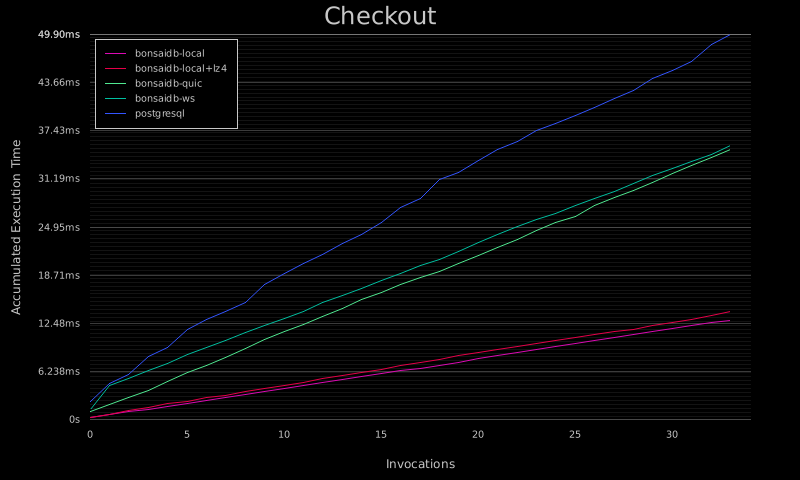 Checkout
49.90ms
43.66ms
37.43ms
31.19ms
24.95ms
18.71ms
12.48ms
6.238ms
0s
Accumulated Execution Time
bonsaidb-local
bonsaidb-local+lz4
bonsaidb-quic
bonsaidb-ws
postgresql
0 5 10 15 20 25 30
Invocations